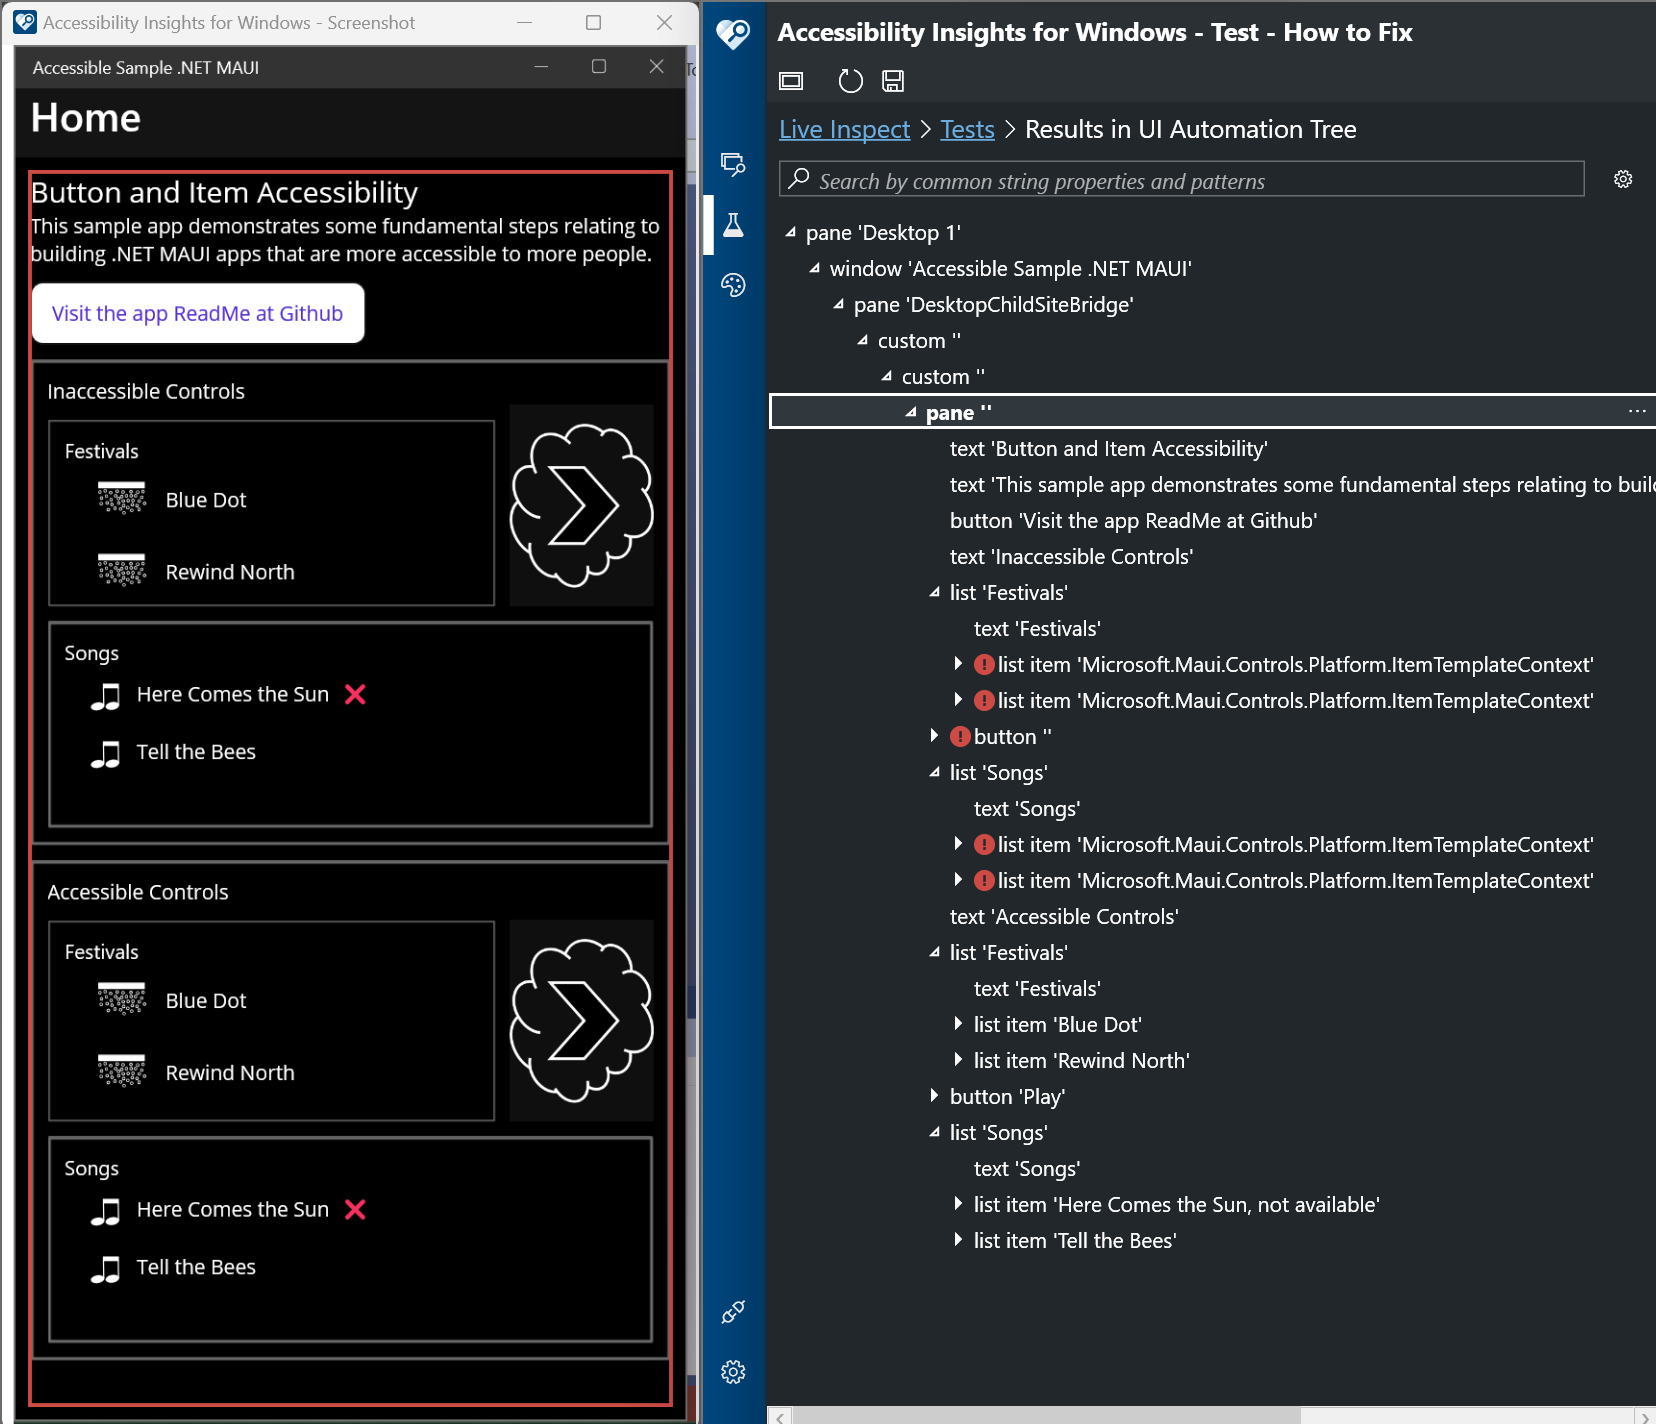 Accessibility Insights for Windows - Screenshot
Accessible Sample .NET MAUI
Home
Button and Item Accessibility
This sample app demonstrates some fundamental steps relating to
building .NET MAUI apps that are more accessible to more people.
Visit the app ReadMe at Github
Inaccessible Controls
Festivals
Blue Dot
Rewind North
Songs
Here Comes the Sun
Tell the Bees
Accessible Controls
Festivals
Blue Dot
Rewind North
Songs
Here Comes the Sun
Tell the Bees
Accessibility Insights for Windows - Test - How to Fix
Live Inspect > Tests > Results in UI Automation Tree
Search by common string properties and patterns
pane 'Desktop 1'
window 'Accessible Sample .NET MAUI'
pane 'DesktopChildSiteBridge'
custom ''
custom ''
pane ''
text 'Button and Item Accessibility'
text 'This sample app demonstrates some fundamental steps relating to buil
button 'Visit the app ReadMe at Github'
text 'Inaccessible Controls'
list 'Festivals'
text 'Festivals'
list item 'Microsoft.Maui.Controls.Platform.ItemTemplateContext'
list item 'Microsoft.Maui.Controls.Platform.ItemTemplateContext'
button ''
list 'Songs'
text 'Songs'
list item 'Microsoft.Maui.Controls.Platform.ItemTemplateContext'
list item 'Microsoft.Maui.Controls.Platform.ItemTemplateContext'
text 'Accessible Controls'
list 'Festivals'
text 'Festivals'
list item 'Blue Dot'
list item 'Rewind North'
button 'Play'
list 'Songs'
text 'Songs'
list item 'Here Comes the Sun, not available'
list item 'Tell the Bees'